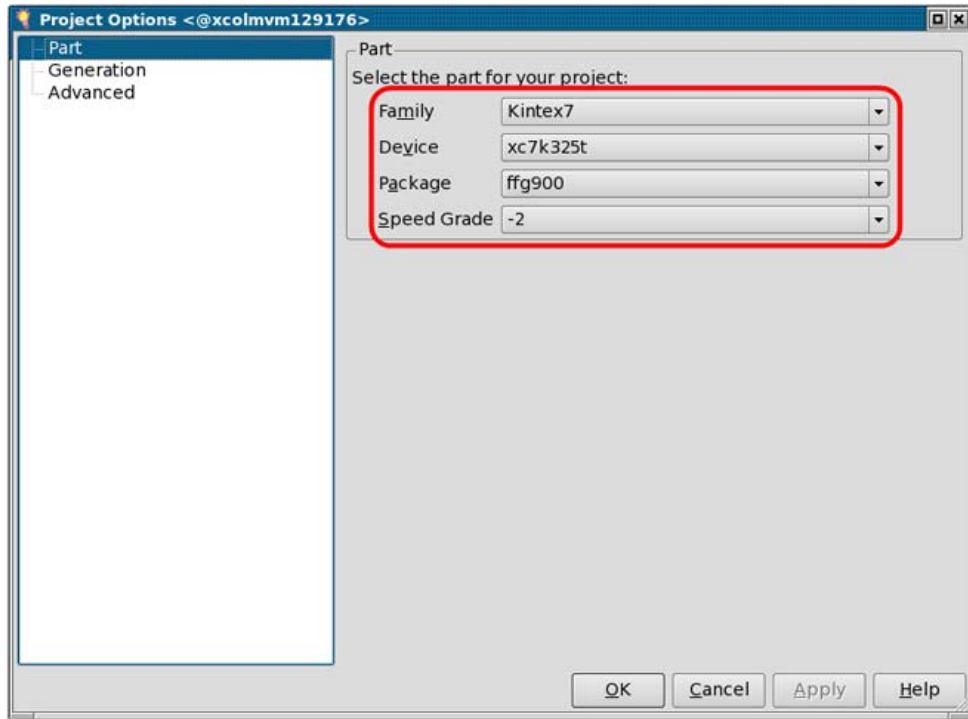 Project Options <@xcolmvm129176>
Part
Generation
Advanced
Part
Select the part for your project:
Family Kintex7
Device xc7k325t
Package ffg900
Speed Grade -2
OK Cancel Apply Help